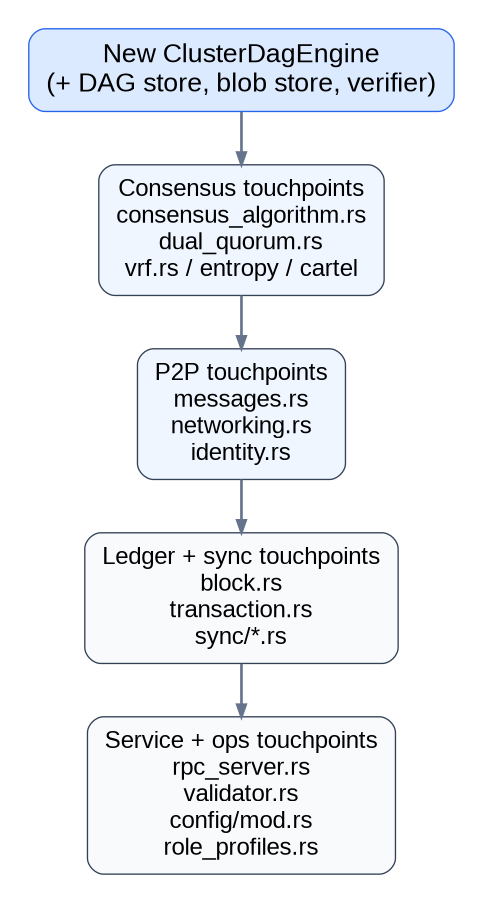 New ClusterDagEngine
(+ DAG store, blob store, verifier)
Consensus touchpoints
consensus_algorithm.rs
dual_quorum.rs
vrf.rs / entropy / cartel
P2P touchpoints
messages.rs
networking.rs
identity.rs
Ledger + sync touchpoints
block.rs
transaction.rs
sync/*.rs
Service + ops touchpoints
rpc_server.rs
validator.rs
config/mod.rs
role_profiles.rs